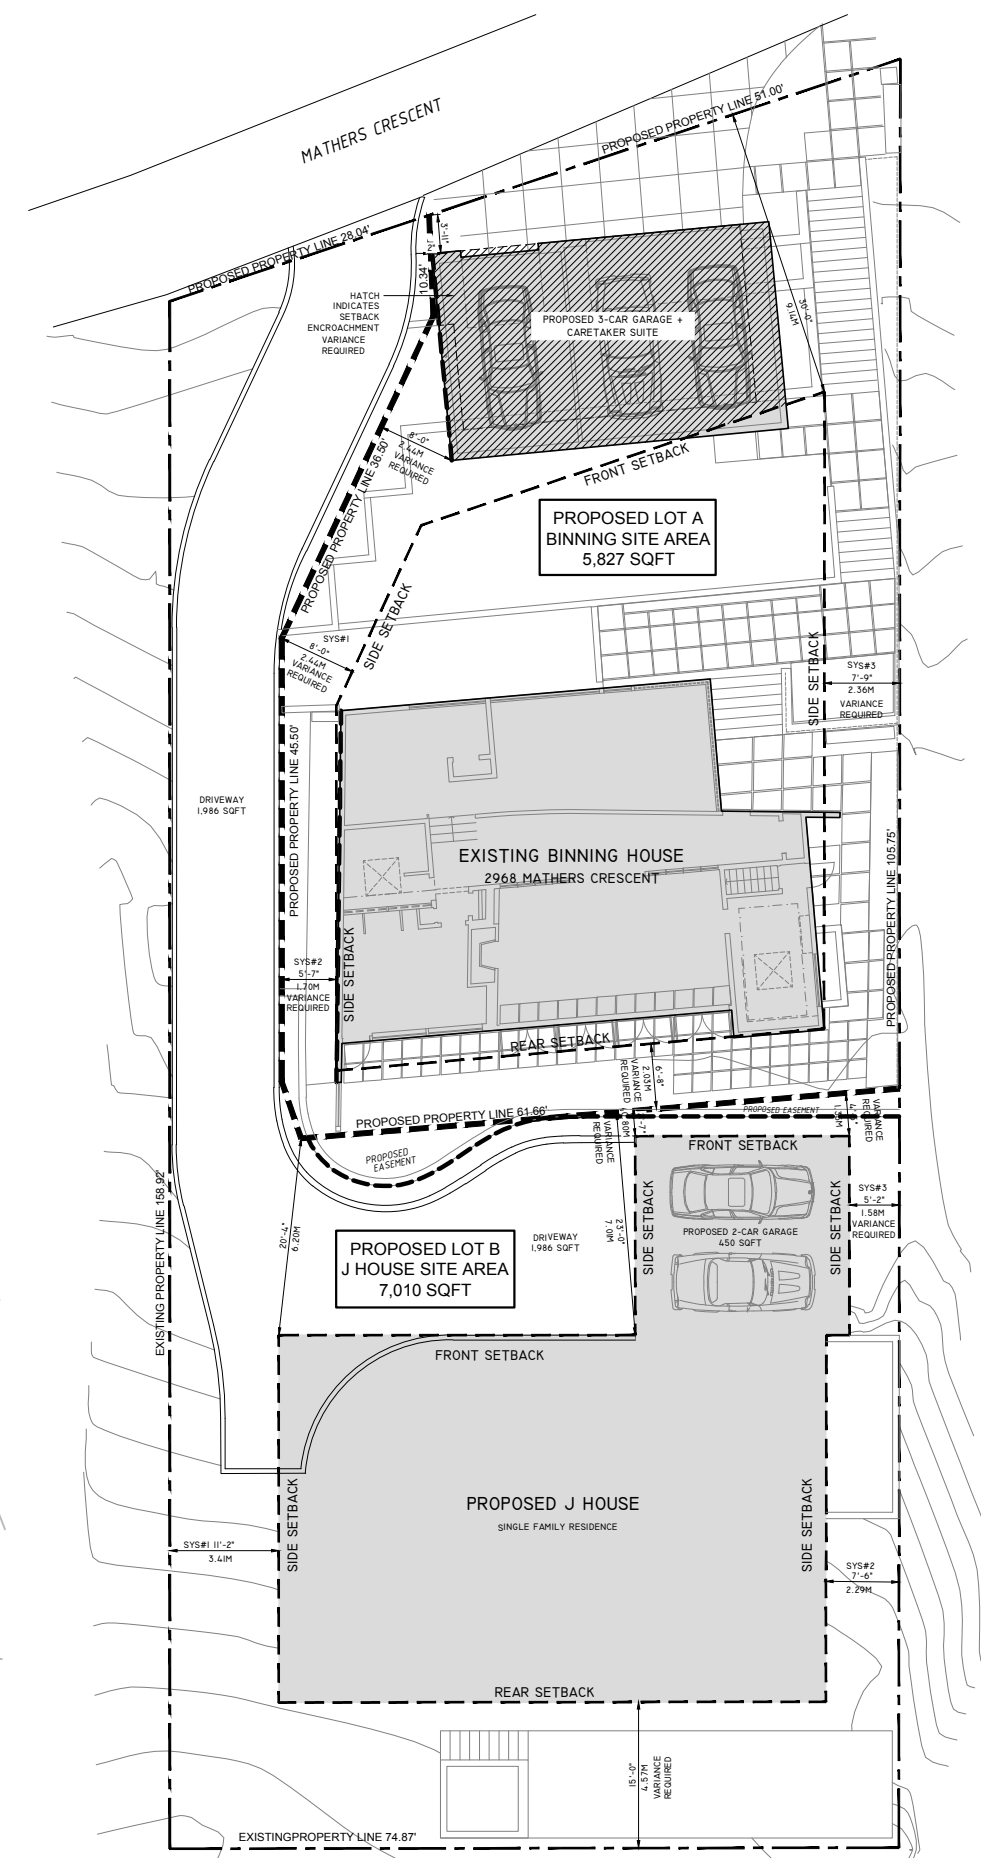 MATHERS CRESCENT
PROPOSED PROPERTY LINE 51.00'
PROPOSED PROPERTY LINE 28.04'
3'-11"
10.34'
HATCH
INDICATES
SETBACK
ENCROACHMENT
VARIANCE
REQUIRED
PROPOSED 3-CAR GARAGE +
CARETAKER SUITE
30'-0"
9.14M
8'-0"
2.44M
VARIANCE
REQUIRED
FRONT SETBACK
PROPOSED PROPERTY LINE 36.50'
PROPOSED LOT A
BINNING SITE AREA
5,827 SQFT
SIDE SETBACK
SYS#1
8'-0"
2.44M
VARIANCE
REQUIRED
SIDE SETBACK
SYS#3
7'-9"
2.36M
VARIANCE
REQUIRED
DRIVEWAY
1,986 SQFT
PROPOSED PROPERTY LINE 45.50'
EXISTING BINNING HOUSE
2968 MATHERS CRESCENT
PROPOSED PROPERTY LINE 105.75'
SYS#2
5'-7"
1.70M
VARIANCE
REQUIRED
SIDE SETBACK
REAR SETBACK
6'-8"
2.03M
VARIANCE
REQUIRED
PROPOSED PROPERTY LINE 61.66'
PROPOSED EASEMENT
VARIANCE
REQUIRED
PROPOSED
EASEMENT
VARIANCE
REQUIRED
FRONT SETBACK
EXISTING PROPERTY LINE 158.92'
20'-4"
6.20M
PROPOSED LOT B
J HOUSE SITE AREA
7,010 SQFT
DRIVEWAY
1,986 SQFT
23'-0"
7.01M
SIDE SETBACK
PROPOSED 2-CAR GARAGE
450 SQFT
SIDE SETBACK
SYS#3
5'-2"
1.58M
VARIANCE
REQUIRED
FRONT SETBACK
PROPOSED J HOUSE
SINGLE FAMILY RESIDENCE
SIDE SETBACK
SIDE SETBACK
SYS#1 11'-2"
3.41M
SYS#2
7'-6"
2.29M
REAR SETBACK
15'-0"
4.57M
VARIANCE
REQUIRED
EXISTINGPROPERTY LINE 74.87'